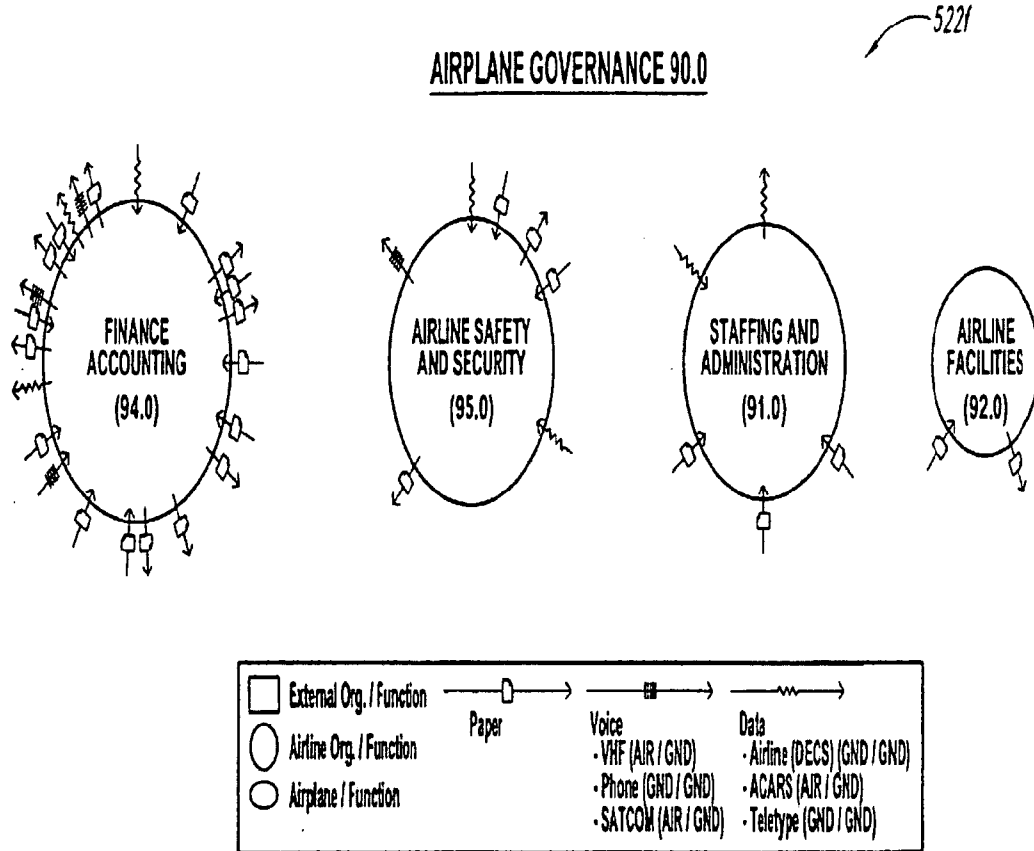 522f
AIRPLANE GOVERNANCE 90.0
FINANCE
ACCOUNTING
(94.0)
AIRLINE SAFETY
AND SECURITY
(95.0)
STAFFING AND
ADMINISTRATION
(91.0)
AIRLINE
FACILITIES
(92.0)
External Org. / Function
Airline Org. / Function
Airplane / Function
Paper
Voice
- VHF (AIR / GND)
- Phone (GND / GND)
- SATCOM (AIR / GND)
Data
- Airline (DECS) (GND / GND)
- ACARS (AIR / GND)
- Teletype (GND / GND)